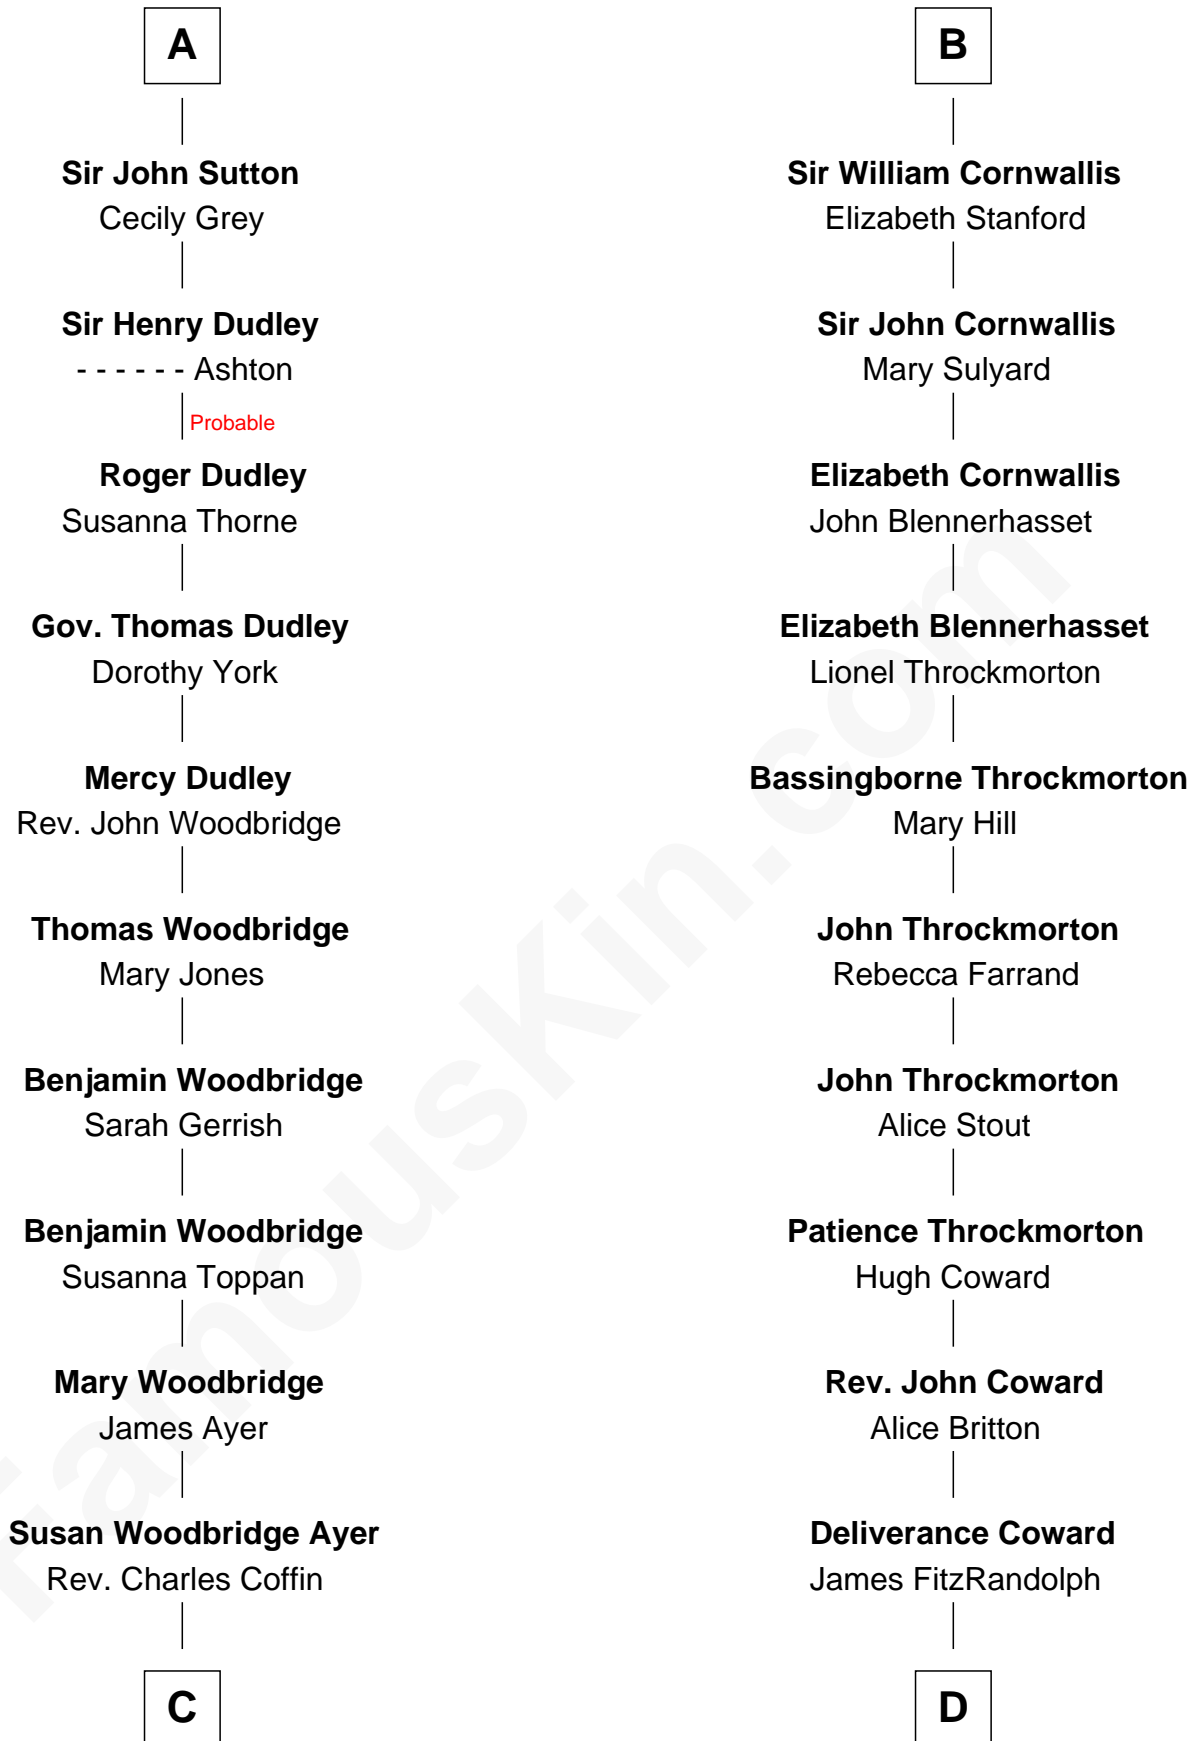 A
Sir John Sutton
Cecily Grey
Sir Henry Dudley
- - - - - - Ashton
Probable
Roger Dudley
Susanna Thorne
Gov. Thomas Dudley
Dorothy York
Mercy Dudley
Rev. John Woodbridge
Thomas Woodbridge
Mary Jones
Benjamin Woodbridge
Sarah Gerrish
Benjamin Woodbridge
Susanna Toppan
Mary Woodbridge
James Ayer
Susan Woodbridge Ayer
Rev. Charles Coffin
C
B
Sir William Cornwallis
Elizabeth Stanford
Sir John Cornwallis
Mary Sulyard
Elizabeth Cornwallis
John Blennerhasset
Elizabeth Blennerhasset
Lionel Throckmorton
Bassingborne Throckmorton
Mary Hill
John Throckmorton
Rebecca Farrand
John Throckmorton
Alice Stout
Patience Throckmorton
Hugh Coward
Rev. John Coward
Alice Britton
Deliverance Coward
James FitzRandolph
D
FamousKin.com